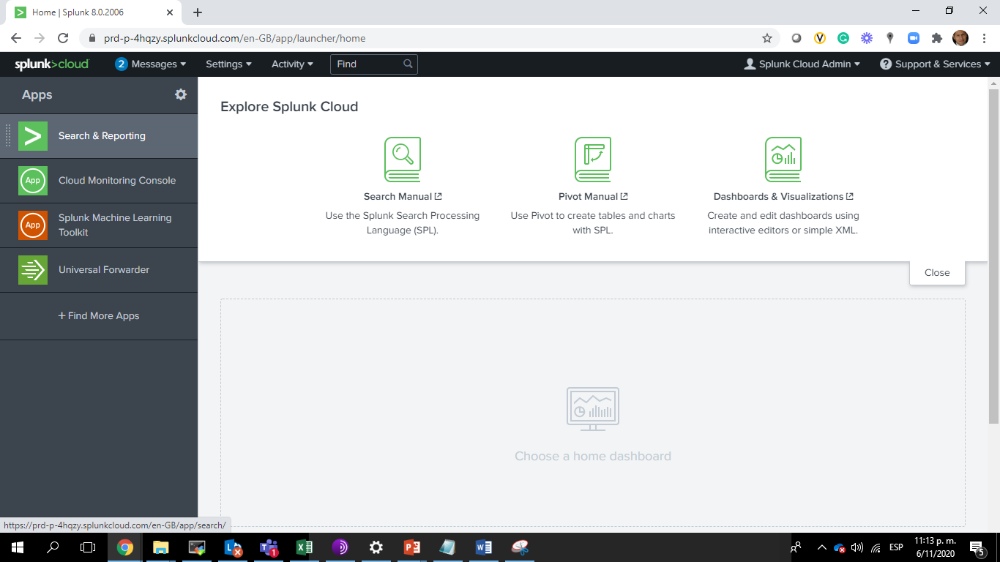 Home | Splunk 8.0.2006
prd-p-4hqzy.splunkcloud.com/en-GB/app/launcher/home
splunk>cloud
2 Messages
Settings
Activity
Find
Splunk Cloud Admin
? Support & Services
Apps
Search & Reporting
App
Cloud Monitoring Console
App
Splunk Machine Learning
Toolkit
Universal Forwarder
+ Find More Apps
Explore Splunk Cloud
Search Manual
Use the Splunk Search Processing
Language (SPL).
Pivot Manual
Use Pivot to create tables and charts
with SPL.
Dashboards & Visualizations
Create and edit dashboards using
interactive editors or simple XML.
Close
Choose a home dashboard
https://prd-p-4hqzy.splunkcloud.com/en-GB/app/search/
1
ESP
11:13 p. m.
6/11/2020
5